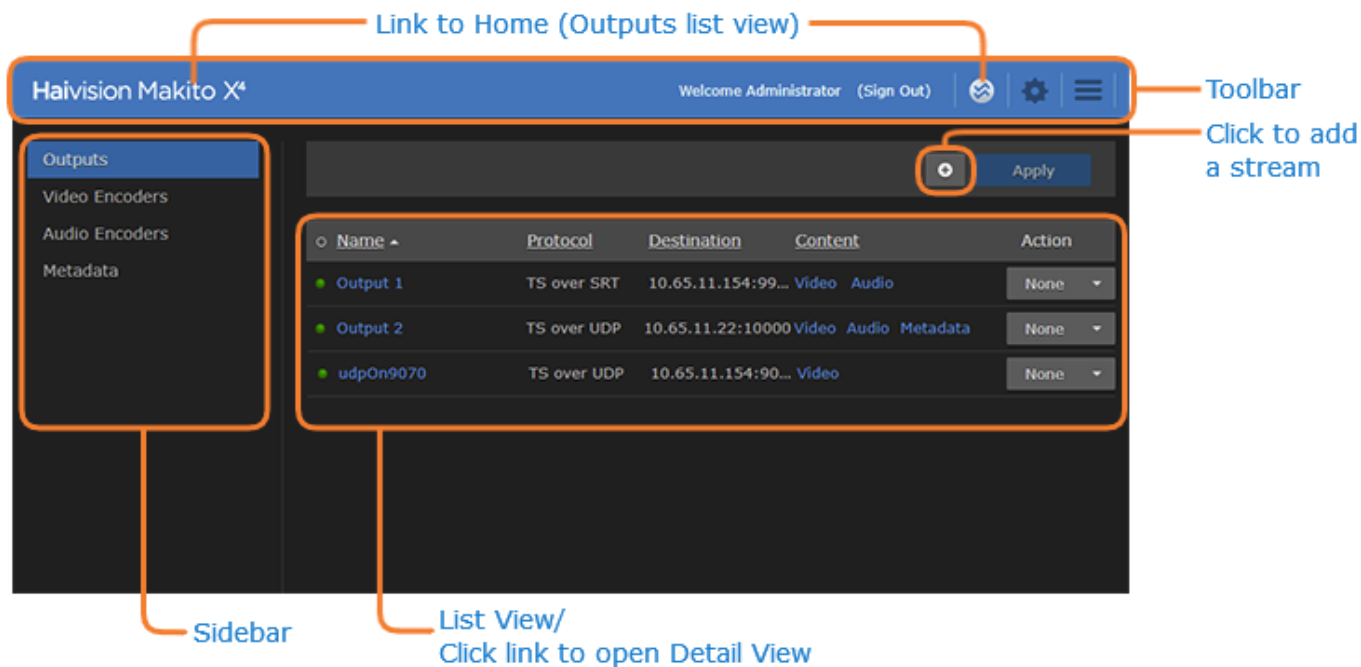 Link to Home (Outputs list view)
Haivision Makito X⁴
Welcome Administrator (Sign Out)
Toolbar
Click to add
a stream
Outputs
Video Encoders
Audio Encoders
Metadata
Apply
Name Protocol Destination Content Action
Output 1 TS over SRT 10.65.11.154:99... Video Audio None
Output 2 TS over UDP 10.65.11.22:10000 Video Audio Metadata None
udpOn9070 TS over UDP 10.65.11.154:90... Video None
Sidebar
List View/
Click link to open Detail View